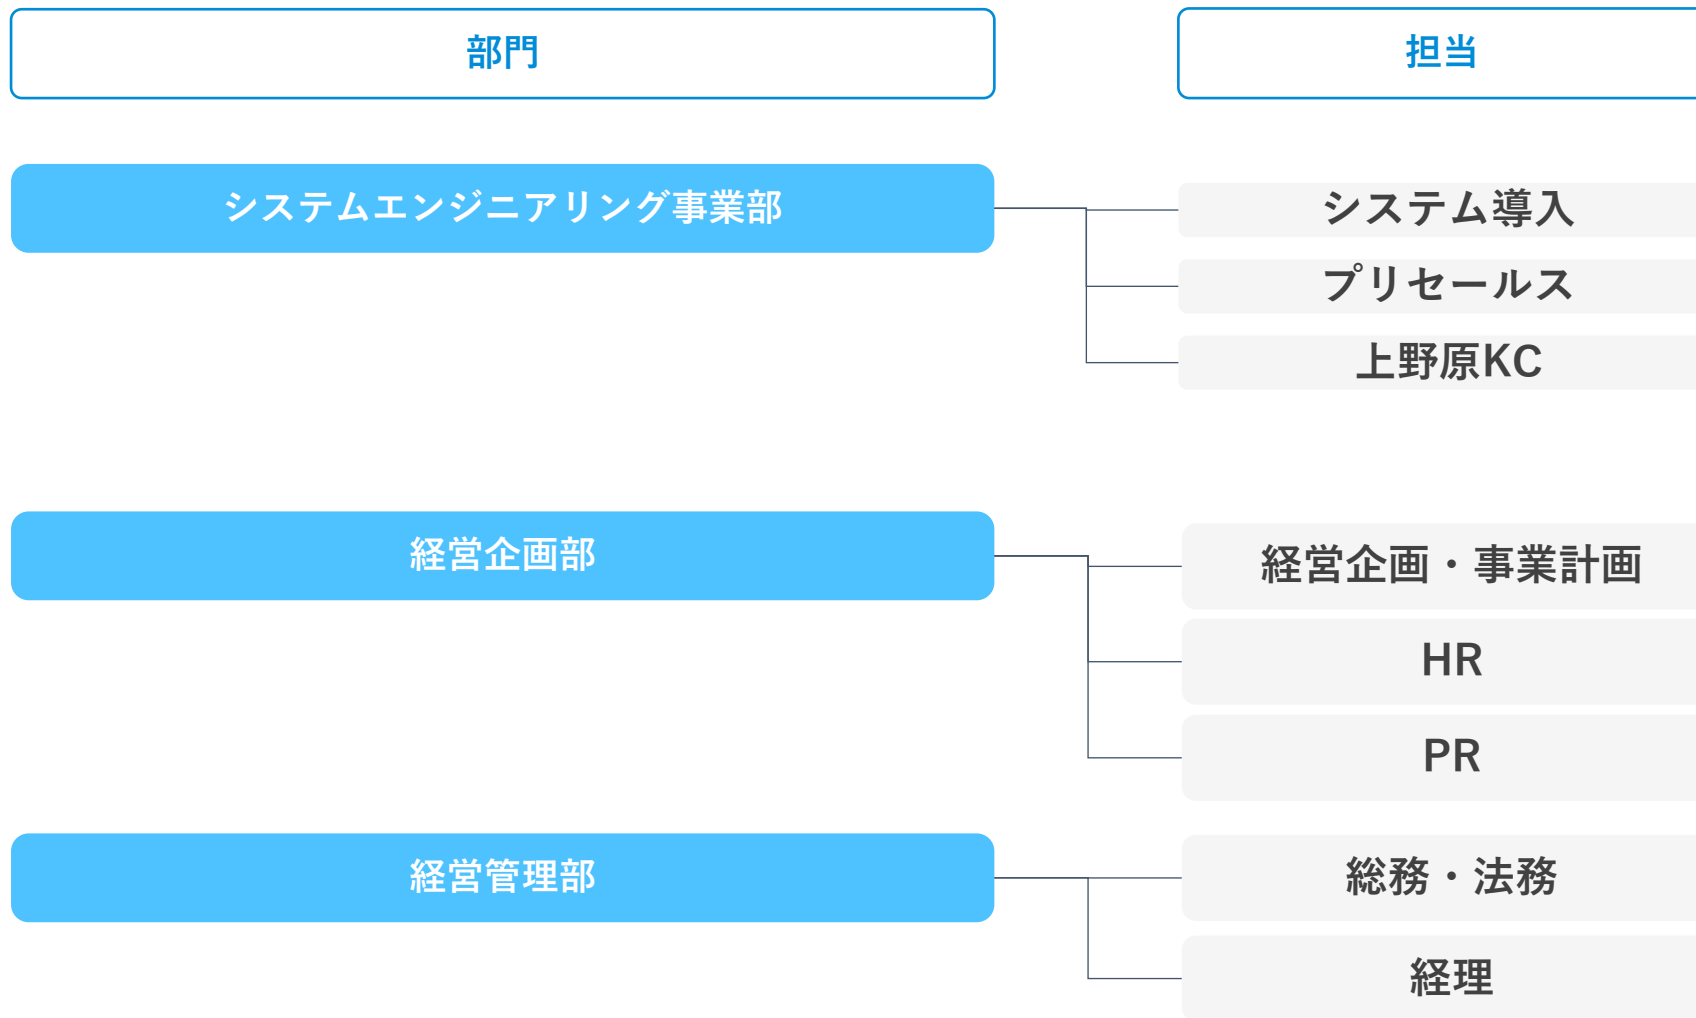 部門
担当
システムエンジニアリング事業部
システム導入
プリセールス
上野原KC
経営企画部
経営企画・事業計画
HR
PR
経営管理部
総務・法務
経理